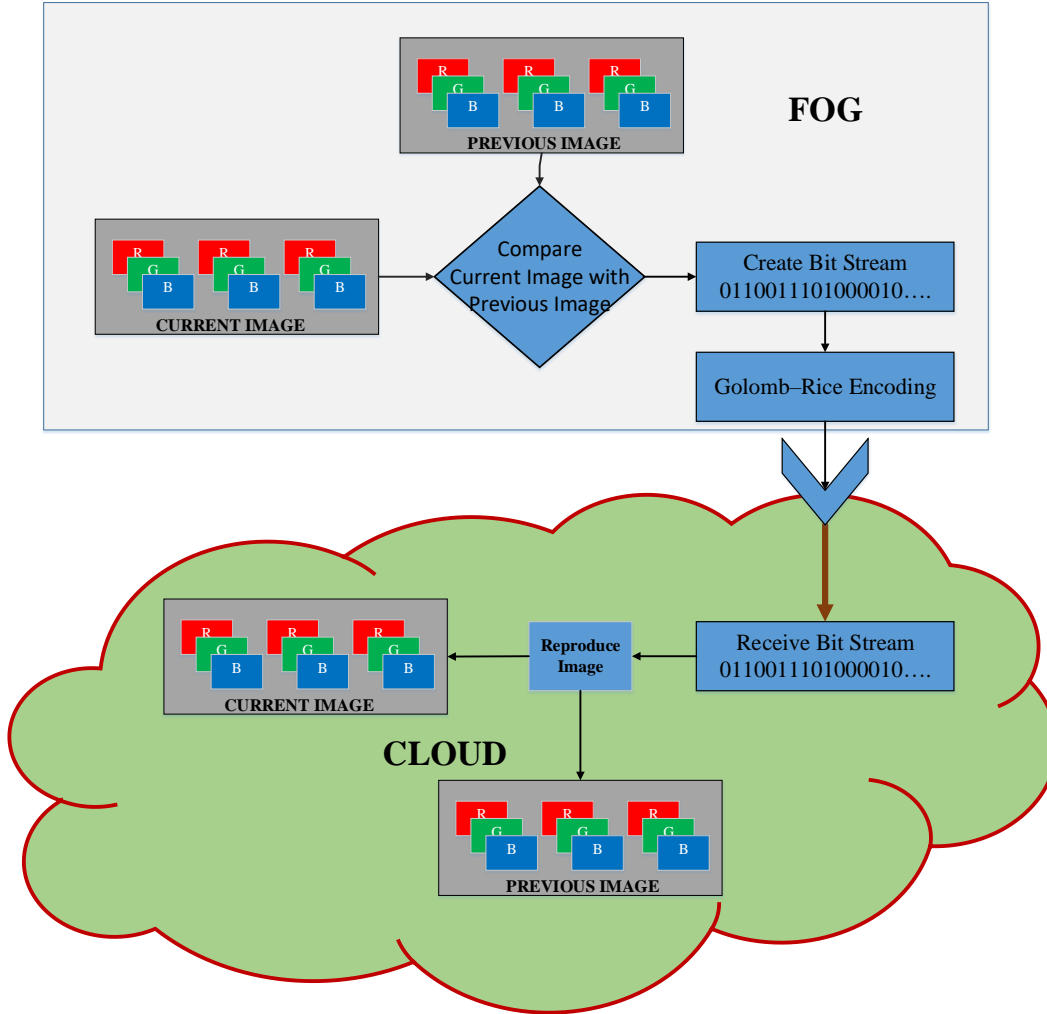 R R R
G G G
B B B
PREVIOUS IMAGE
FOG
R R R
G G G
B B B
CURRENT IMAGE
Compare
Current Image with
Previous Image
Create Bit Stream
0110011101000010….
Golomb–Rice Encoding
R R R
G G G
B B B
CURRENT IMAGE
Reproduce
Image
Receive Bit Stream
0110011101000010….
CLOUD
R R R
G G G
B B B
PREVIOUS IMAGE